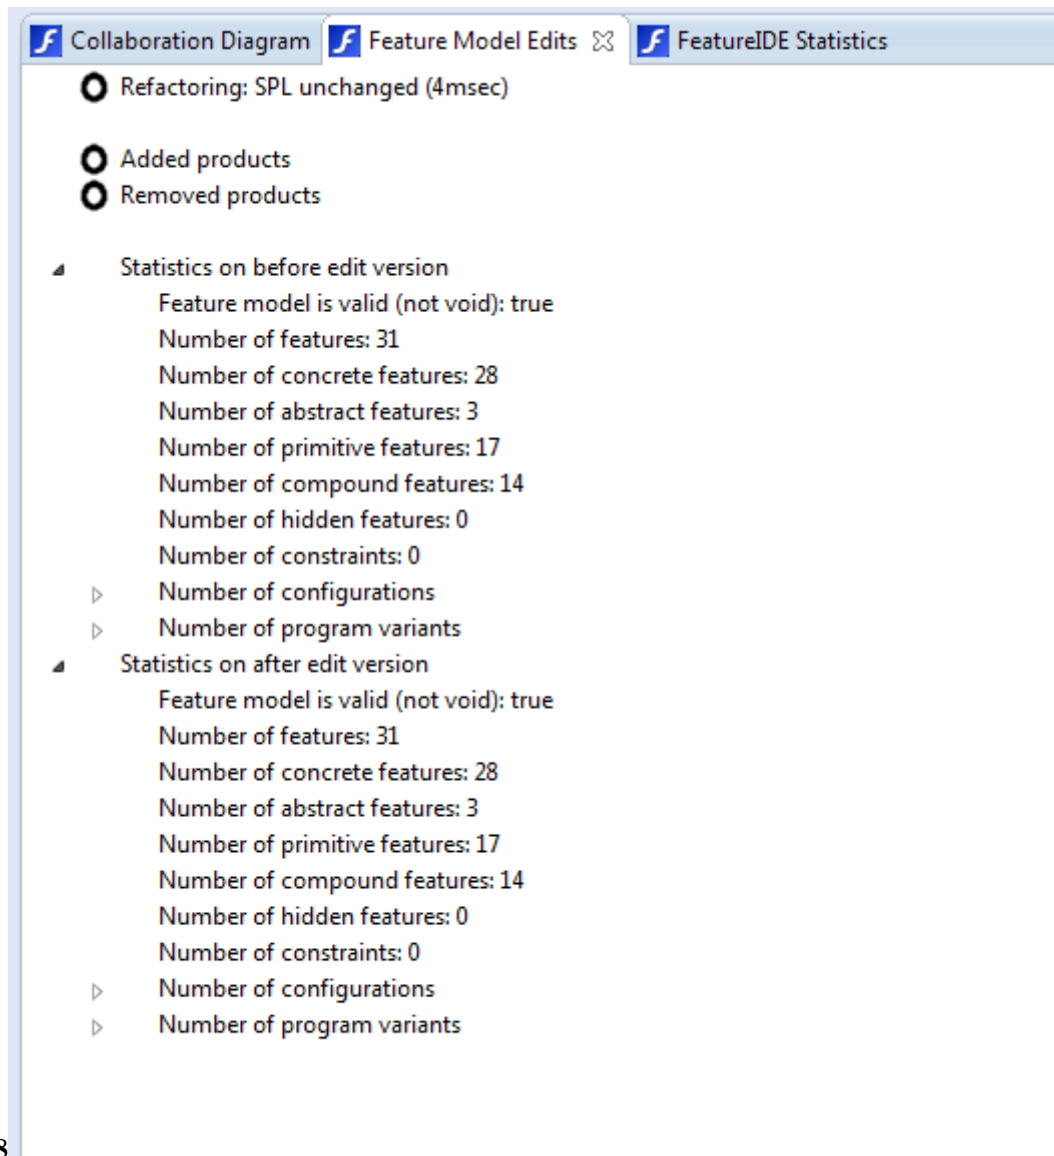 Collaboration Diagram Feature Model Edits FeatureIDE Statistics
Refactoring: SPL unchanged (4msec)
Added products
Removed products
Statistics on before edit version
Feature model is valid (not void): true
Number of features: 31
Number of concrete features: 28
Number of abstract features: 3
Number of primitive features: 17
Number of compound features: 14
Number of hidden features: 0
Number of constraints: 0
Number of configurations
Number of program variants
Statistics on after edit version
Feature model is valid (not void): true
Number of features: 31
Number of concrete features: 28
Number of abstract features: 3
Number of primitive features: 17
Number of compound features: 14
Number of hidden features: 0
Number of constraints: 0
Number of configurations
Number of program variants